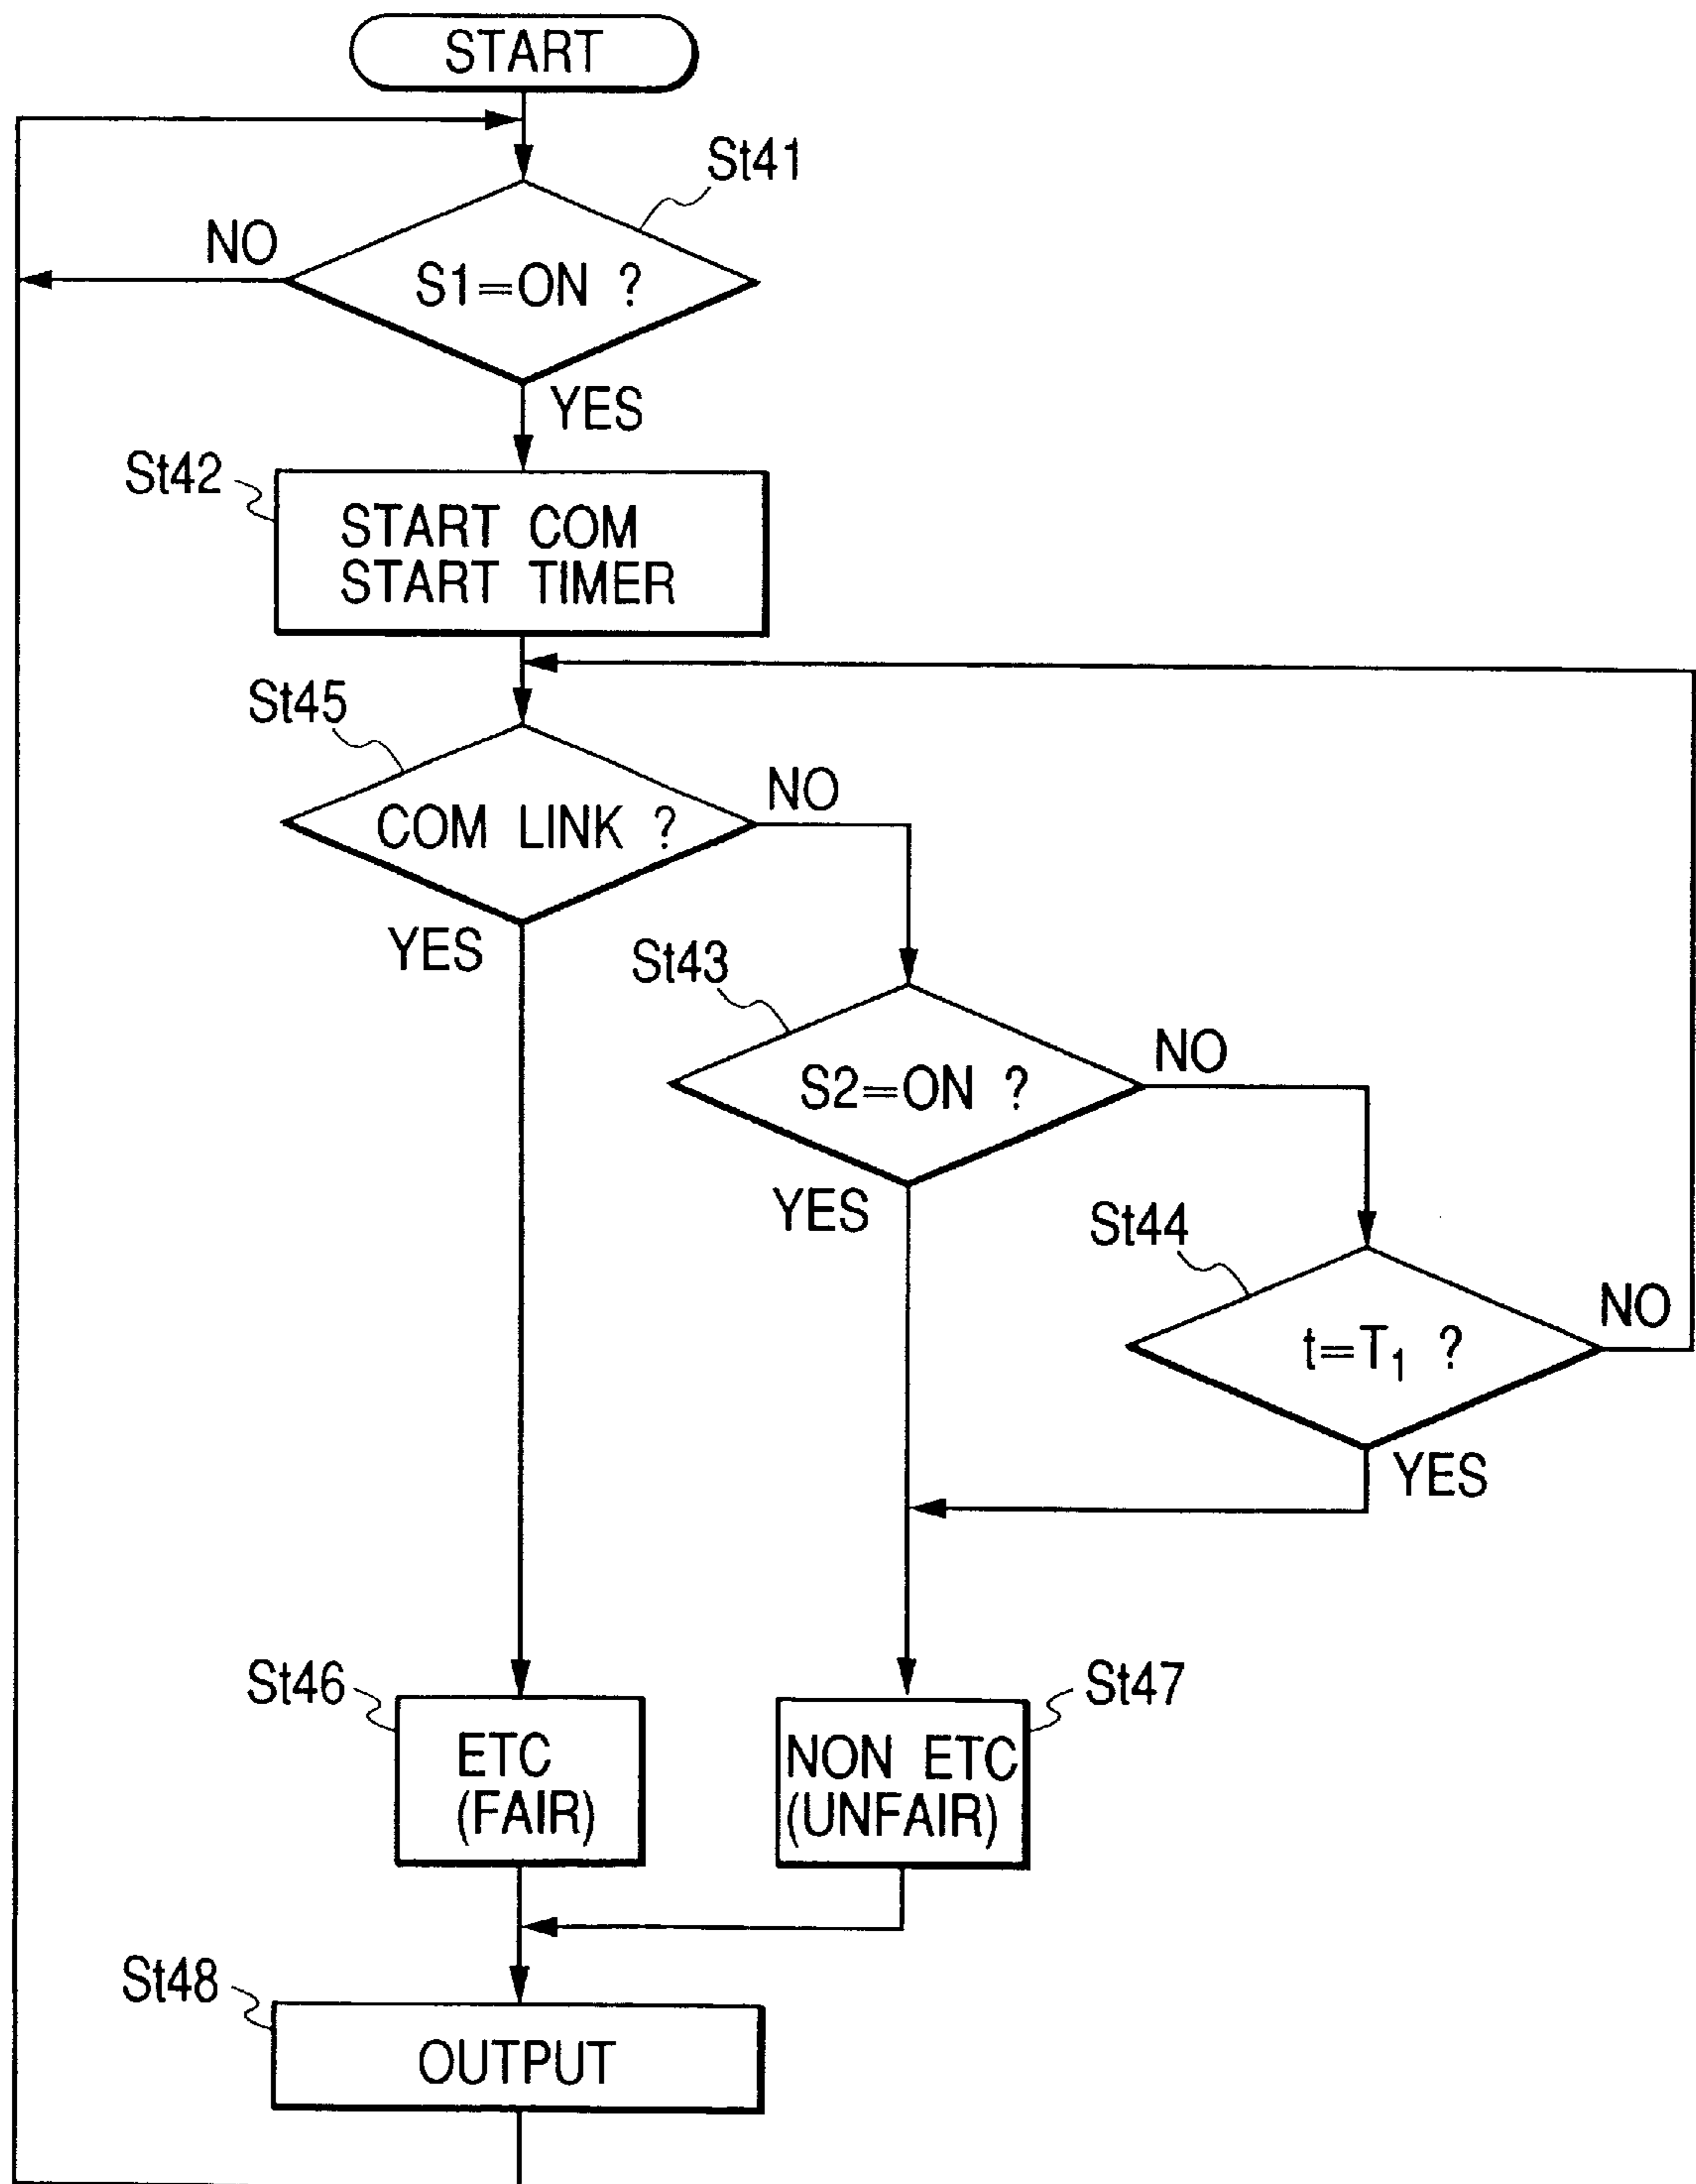 START
St41
NO
S1=ON ?
YES
St42
START COM
START TIMER
St45
NO
COM LINK ?
YES
St43
NO
S2=ON ?
YES
St44
NO
t=T₁ ?
YES
St46
St47
ETC
(FAIR)
NON ETC
(UNFAIR)
St48
OUTPUT